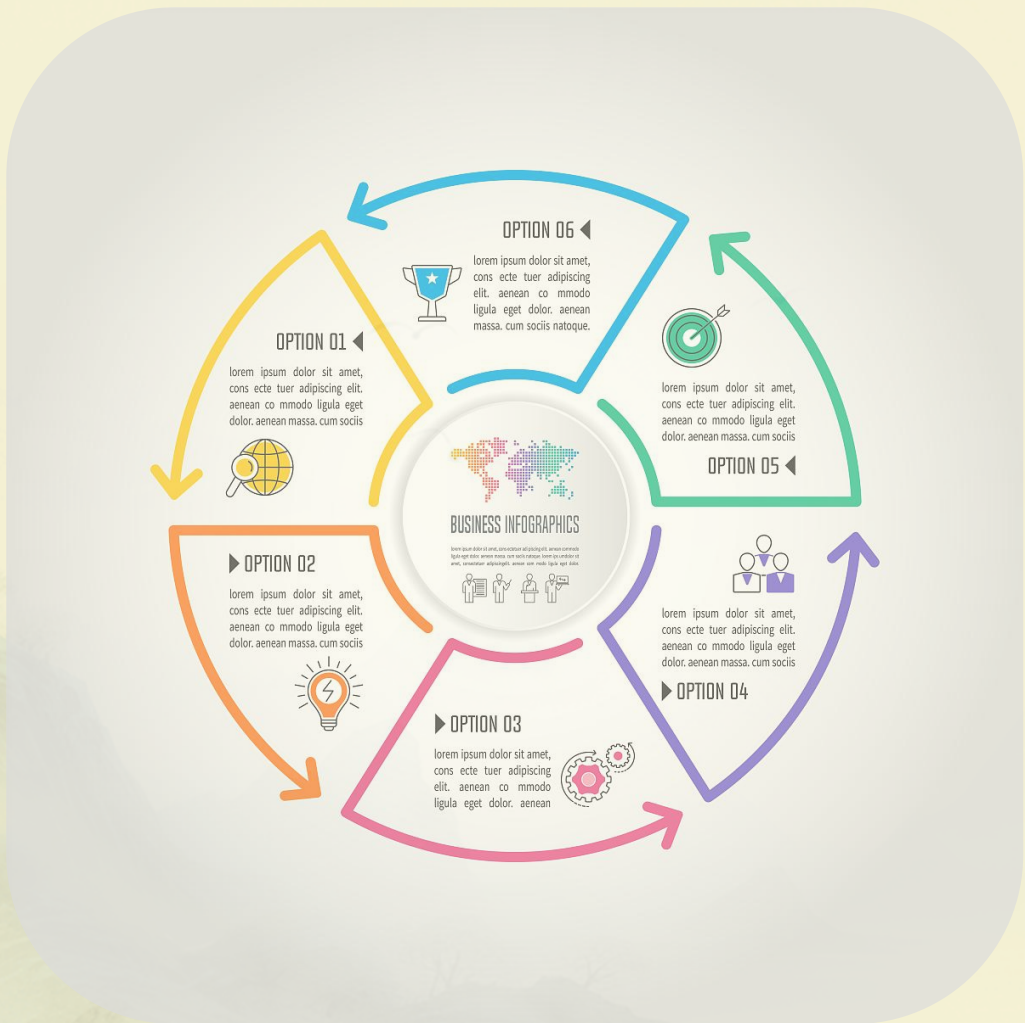 OPTION 01
lorem ipsum dolor sit amet,
cons ecte tuer adipiscing elit.
aenean co mmodo ligula eget
dolor. aenean massa. cum sociis
OPTION 02
lorem ipsum dolor sit amet,
cons ecte tuer adipiscing elit.
aenean co mmodo ligula eget
dolor. aenean massa. cum sociis
OPTION 03
lorem ipsum dolor sit amet,
cons ecte tuer adipiscing
elit. aenean co mmodo
ligula eget dolor. aenean
lorem ipsum dolor sit amet,
cons ecte tuer adipiscing elit.
aenean co mmodo ligula eget
dolor. aenean massa. cum sociis
OPTION 04
lorem ipsum dolor sit amet,
cons ecte tuer adipiscing elit.
aenean co mmodo ligula eget
dolor. aenean massa. cum sociis
OPTION 05
OPTION 06
lorem ipsum dolor sit amet,
cons ecte tuer adipiscing
elit. aenean co mmodo
ligula eget dolor. aenean
massa. cum sociis natoque.
BUSINESS INFOGRAPHICS